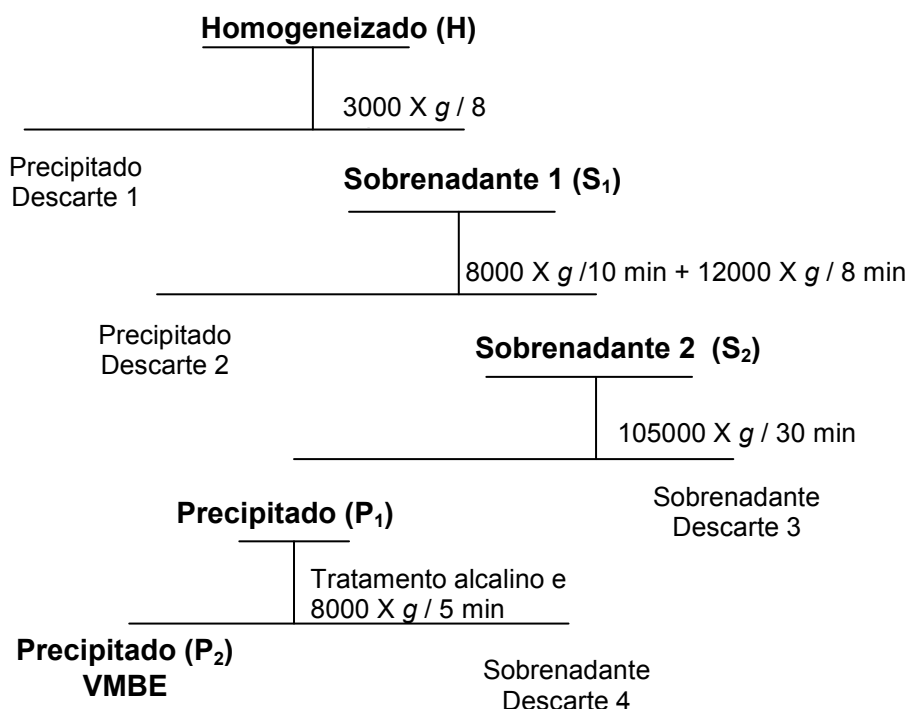 Homogeneizado (H)
3000 X g / 8
Precipitado
Descarte 1
Sobrenadante 1 (S₁)
8000 X g /10 min + 12000 X g / 8 min
Precipitado
Descarte 2
Sobrenadante 2 (S₂)
105000 X g / 30 min
Sobrenadante
Descarte 3
Precipitado (P₁)
Tratamento alcalino e
8000 X g / 5 min
Precipitado (P₂)
VMBE
Sobrenadante
Descarte 4